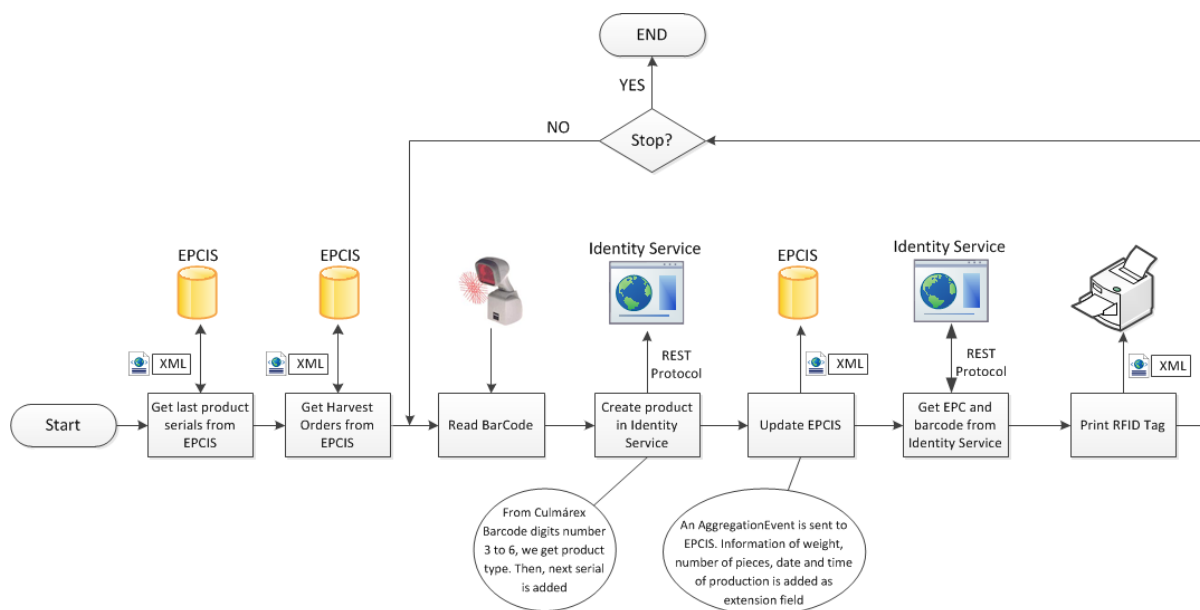 END
YES
NO
Stop?
EPCIS
EPCIS
Identity Service
EPCIS
Identity Service
XML
XML
REST
Protocol
XML
REST
Protocol
XML
Start
Get last product
serials from
EPCIS
Get Harvest
Orders from
EPCIS
Read BarCode
Create product
in Identity
Service
Update EPCIS
Get EPC and
barcode from
Identity Service
Print RFID Tag
From Culmárex
Barcode digits number
3 to 6, we get product
type. Then, next serial
is added
An AggregationEvent is sent to
EPCIS. Information of weight,
number of pieces, date and time
of production is added as
extension field